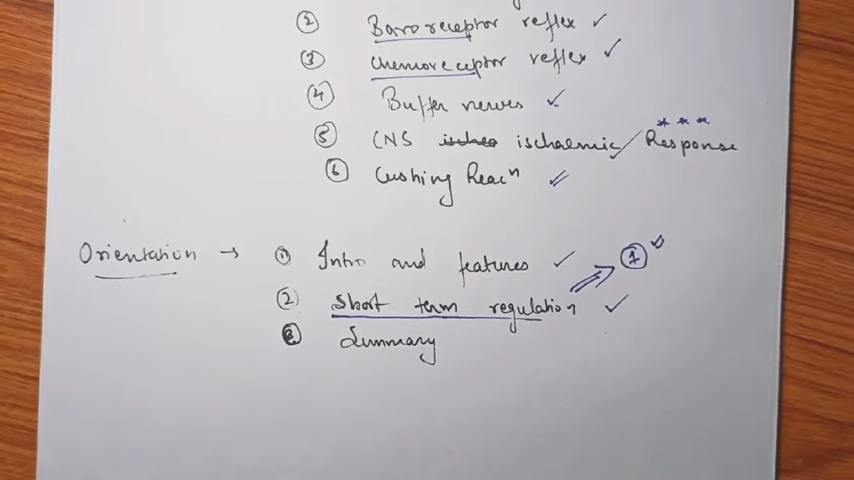 ② Baroreceptor reflex ✓
③ chemoreceptor reflex ✓
④ Buffer nerves ✓
⑤ CNS ischaemic ✓ Response ***
⑥ Cushing Reacⁿ ✓
Orientation → ① Intro and features ✓ ①
② Short term regulation ✓
③ Summary